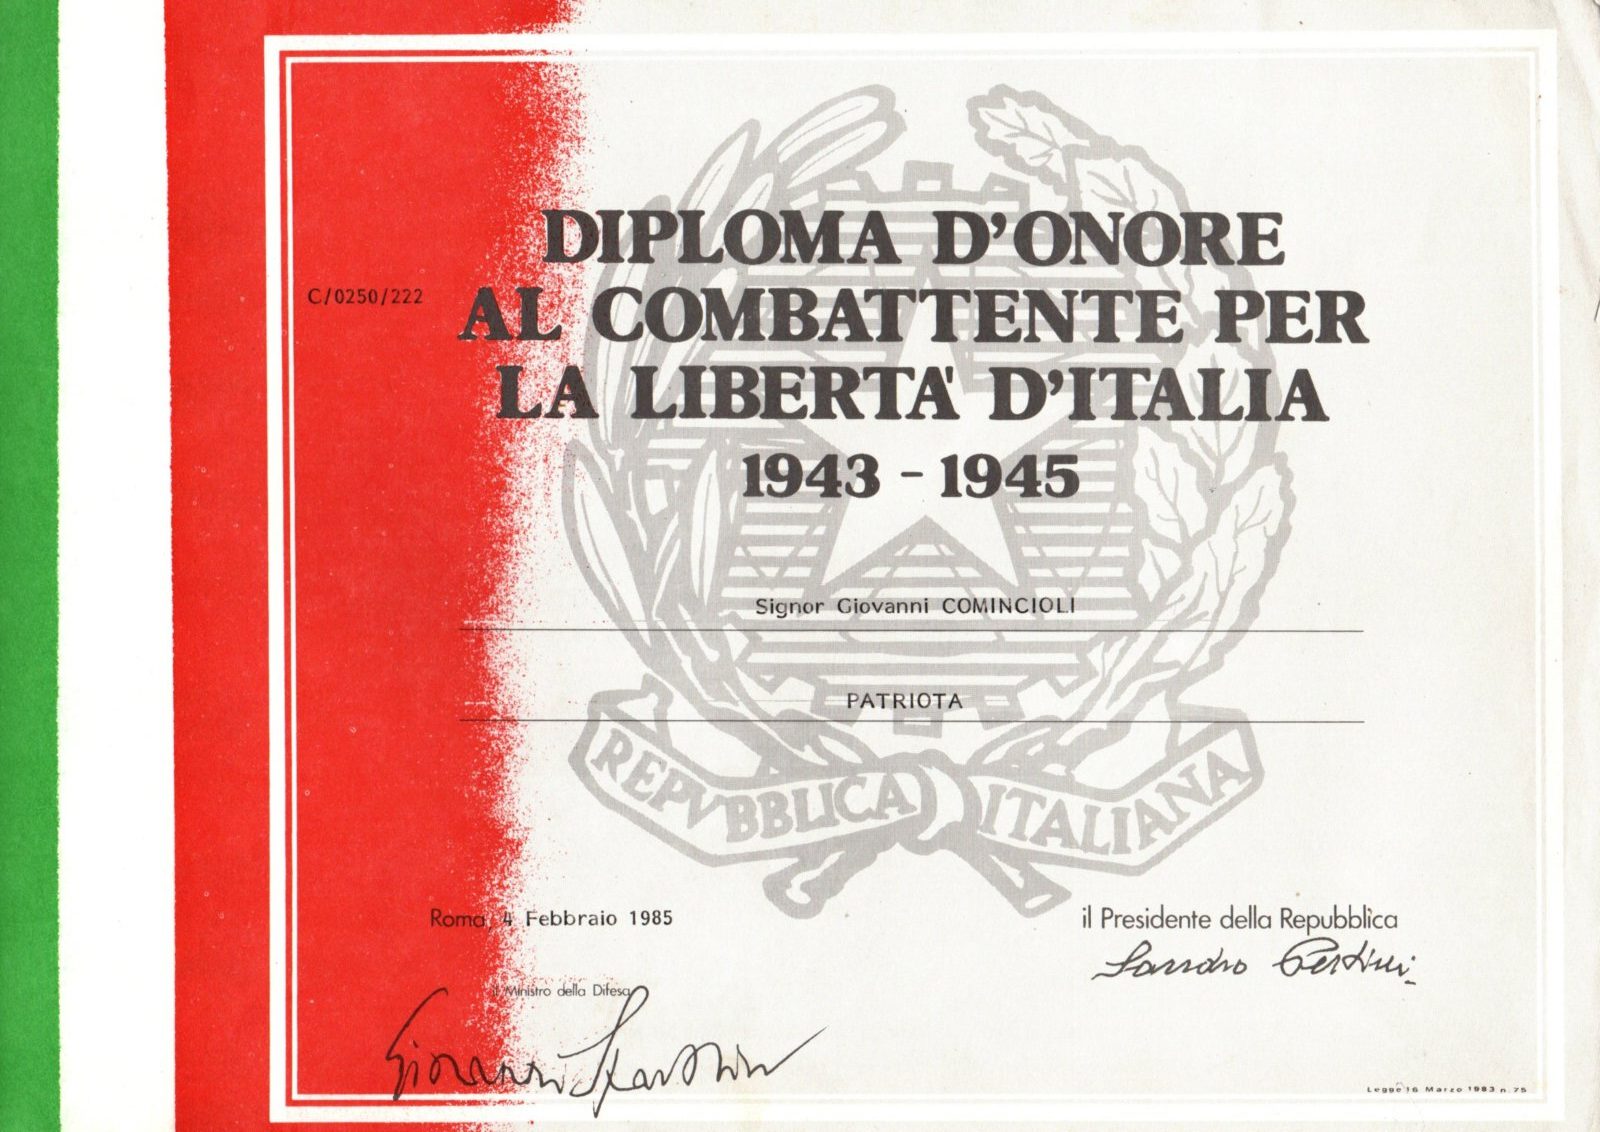 DIPLOMA D'ONORE
C/0250/222
AL COMBATTENTE PER
LA LIBERTA' D'ITALIA
1943 - 1945
Signor Giovanni COMINCIOLI
PATRIOTA
REPVBBLICA ITALIANA
Roma, 4 Febbraio 1985
il Presidente della Repubblica
Sandro Pertini
il Ministro della Difesa
Giovanni Spadolini
Legge 16 Marzo 1983 n. 75